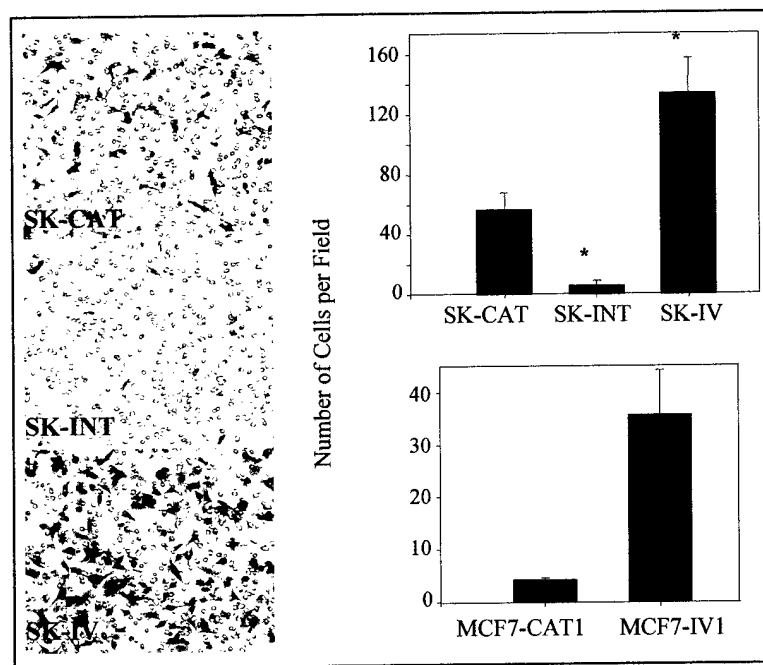 SK-CAT
SK-INT
SK-IV
Number of Cells per Field
*
*
160
120
80
40
0
SK-CAT SK-INT SK-IV
40
30
20
10
0
MCF7-CAT1 MCF7-IV1